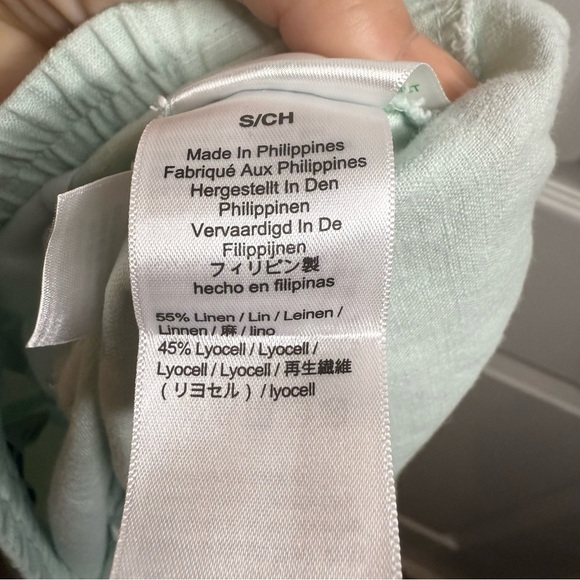 S/CH
Made In Philippines
Fabriqué Aux Philippines
Hergestellt In Den
Philippinen
Vervaardigd In De
Filippijnen
フィリピン製
hecho en filipinas
55% Linen / Lin / Leinen /
Linnen / 麻 / lino
45% Lyocell / Lyocell /
Lyocell / Lyocell / 再生繊維
（リヨセル）/ lyocell